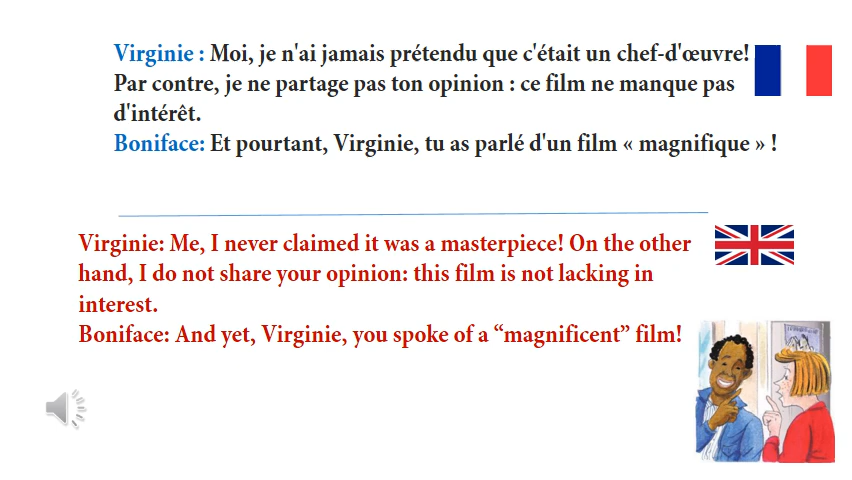 Virginie : Moi, je n'ai jamais prétendu que c'était un chef-d'œuvre!
Par contre, je ne partage pas ton opinion : ce film ne manque pas
d'intérêt.
Boniface: Et pourtant, Virginie, tu as parlé d'un film « magnifique » !
Virginie: Me, I never claimed it was a masterpiece! On the other
hand, I do not share your opinion: this film is not lacking in
interest.
Boniface: And yet, Virginie, you spoke of a “magnificent” film!